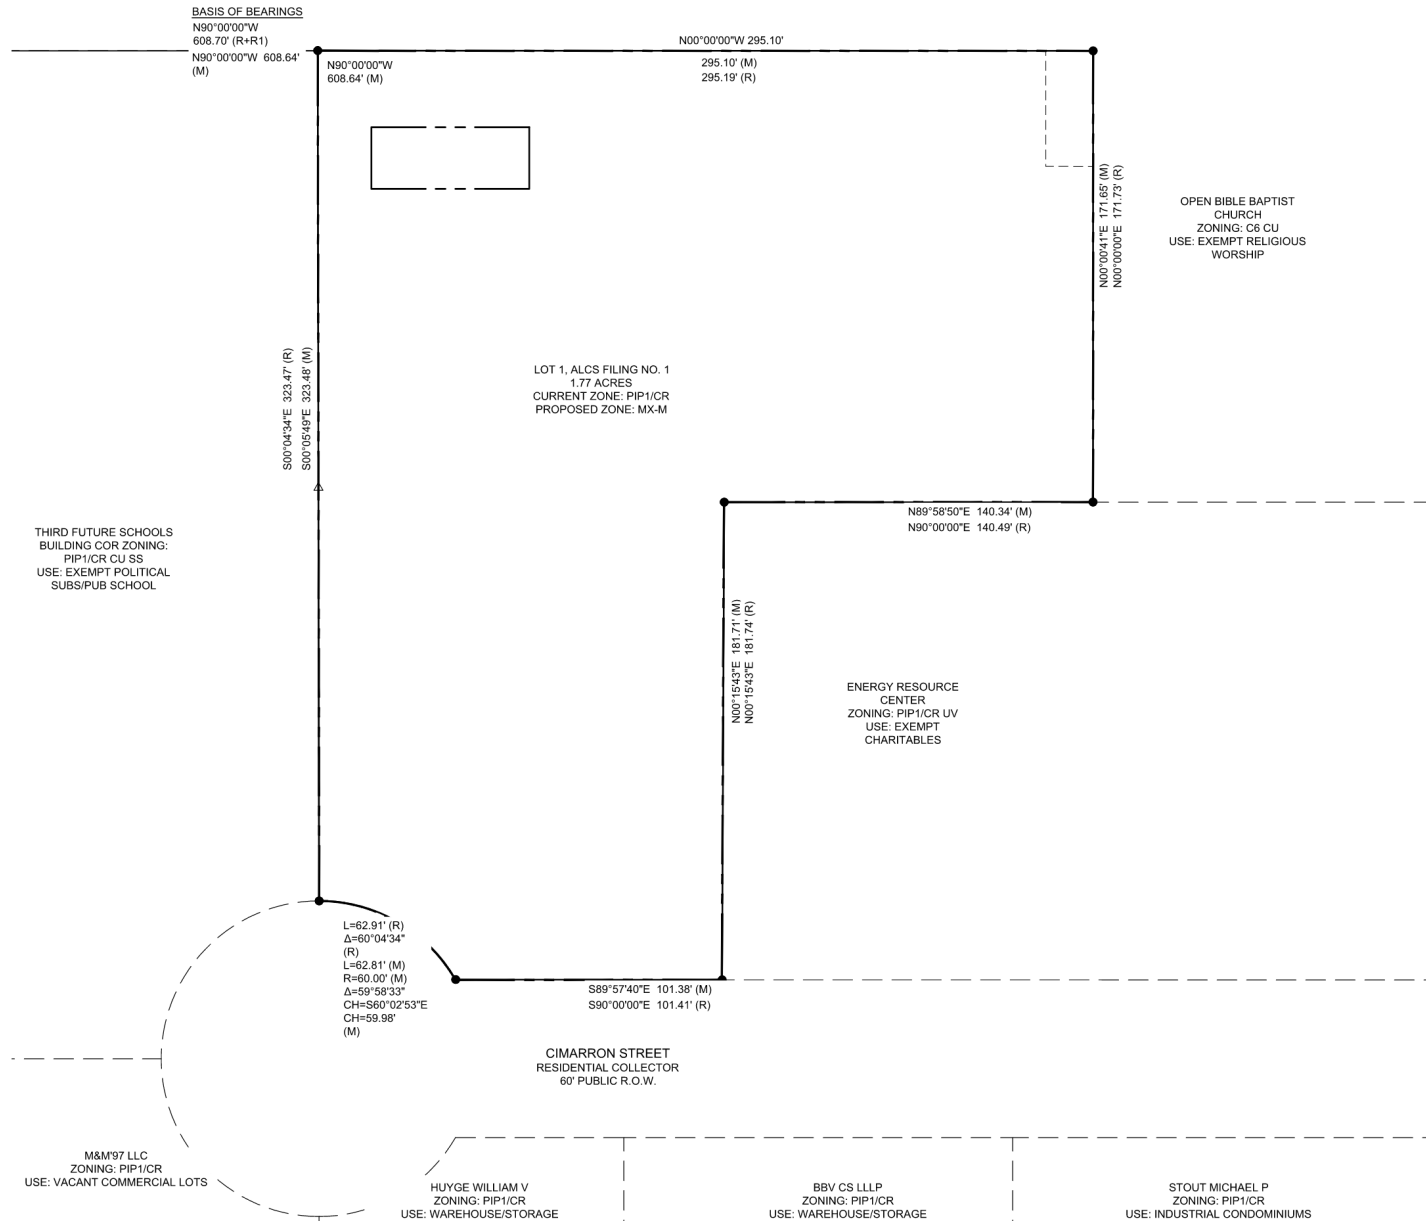 BASIS OF BEARINGS
N90°00'00"W
608.70' (R+R1)
N90°00'00"W 608.64'
(M)
N90°00'00"W
608.64' (M)
N00°00'00"W 295.10'
295.10' (M)
295.19' (R)
N00°00'41"E 171.65' (M)
N00°00'00"E 171.73' (R)
OPEN BIBLE BAPTIST
CHURCH
ZONING: C6 CU
USE: EXEMPT RELIGIOUS
WORSHIP
S00°04'34"E 323.47' (R)
S00°05'49"E 323.48' (M)
LOT 1, ALCS FILING NO. 1
1.77 ACRES
CURRENT ZONE: PIP1/CR
PROPOSED ZONE: MX-M
N89°58'50"E 140.34' (M)
N90°00'00"E 140.49' (R)
THIRD FUTURE SCHOOLS
BUILDING COR ZONING:
PIP1/CR CU SS
USE: EXEMPT POLITICAL
SUBS/PUB SCHOOL
N00°15'43"E 181.71' (M)
N00°15'43"E 181.74' (R)
ENERGY RESOURCE
CENTER
ZONING: PIP1/CR UV
USE: EXEMPT
CHARITABLES
L=62.91' (R)
Δ=60°04'34"
(R)
L=62.81' (M)
R=60.00' (M)
Δ=59°58'33"
CH=S60°02'53"E
CH=59.98'
(M)
S89°57'40"E 101.38' (M)
S90°00'00"E 101.41' (R)
CIMARRON STREET
RESIDENTIAL COLLECTOR
60' PUBLIC R.O.W.
M&M'97 LLC
ZONING: PIP1/CR
USE: VACANT COMMERCIAL LOTS
HUYGE WILLIAM V
ZONING: PIP1/CR
USE: WAREHOUSE/STORAGE
BBV CS LLLP
ZONING: PIP1/CR
USE: WAREHOUSE/STORAGE
STOUT MICHAEL P
ZONING: PIP1/CR
USE: INDUSTRIAL CONDOMINIUMS